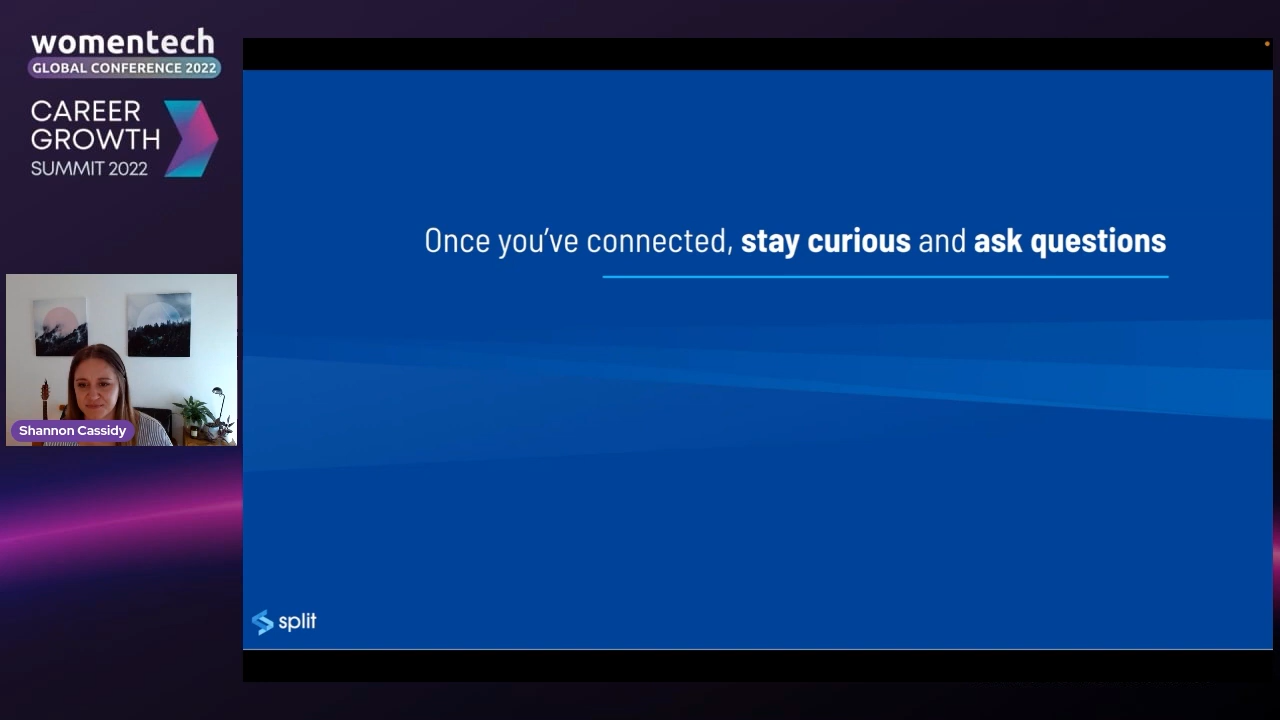 womentech
GLOBAL CONFERENCE 2022
CAREER
GROWTH
SUMMIT 2022
Once you've connected, stay curious and ask questions
Shannon Cassidy
split